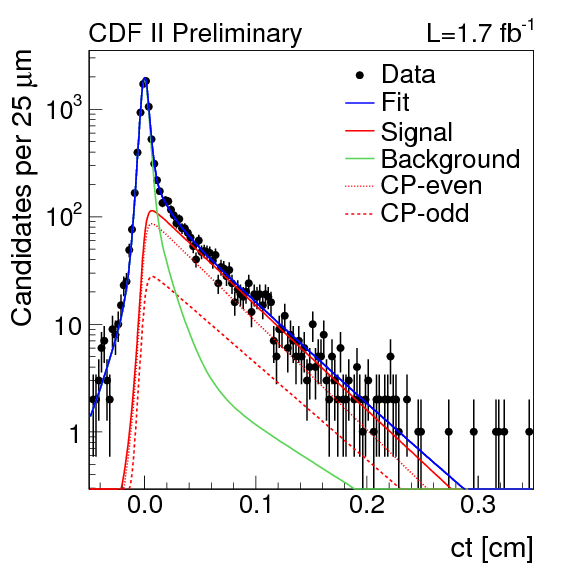 CDF II Preliminary L=1.7 fb⁻¹
Candidates per 25 μm
Data
Fit
Signal
Background
CP-even
CP-odd
10³
10²
10
1
0.0 0.1 0.2 0.3
ct [cm]